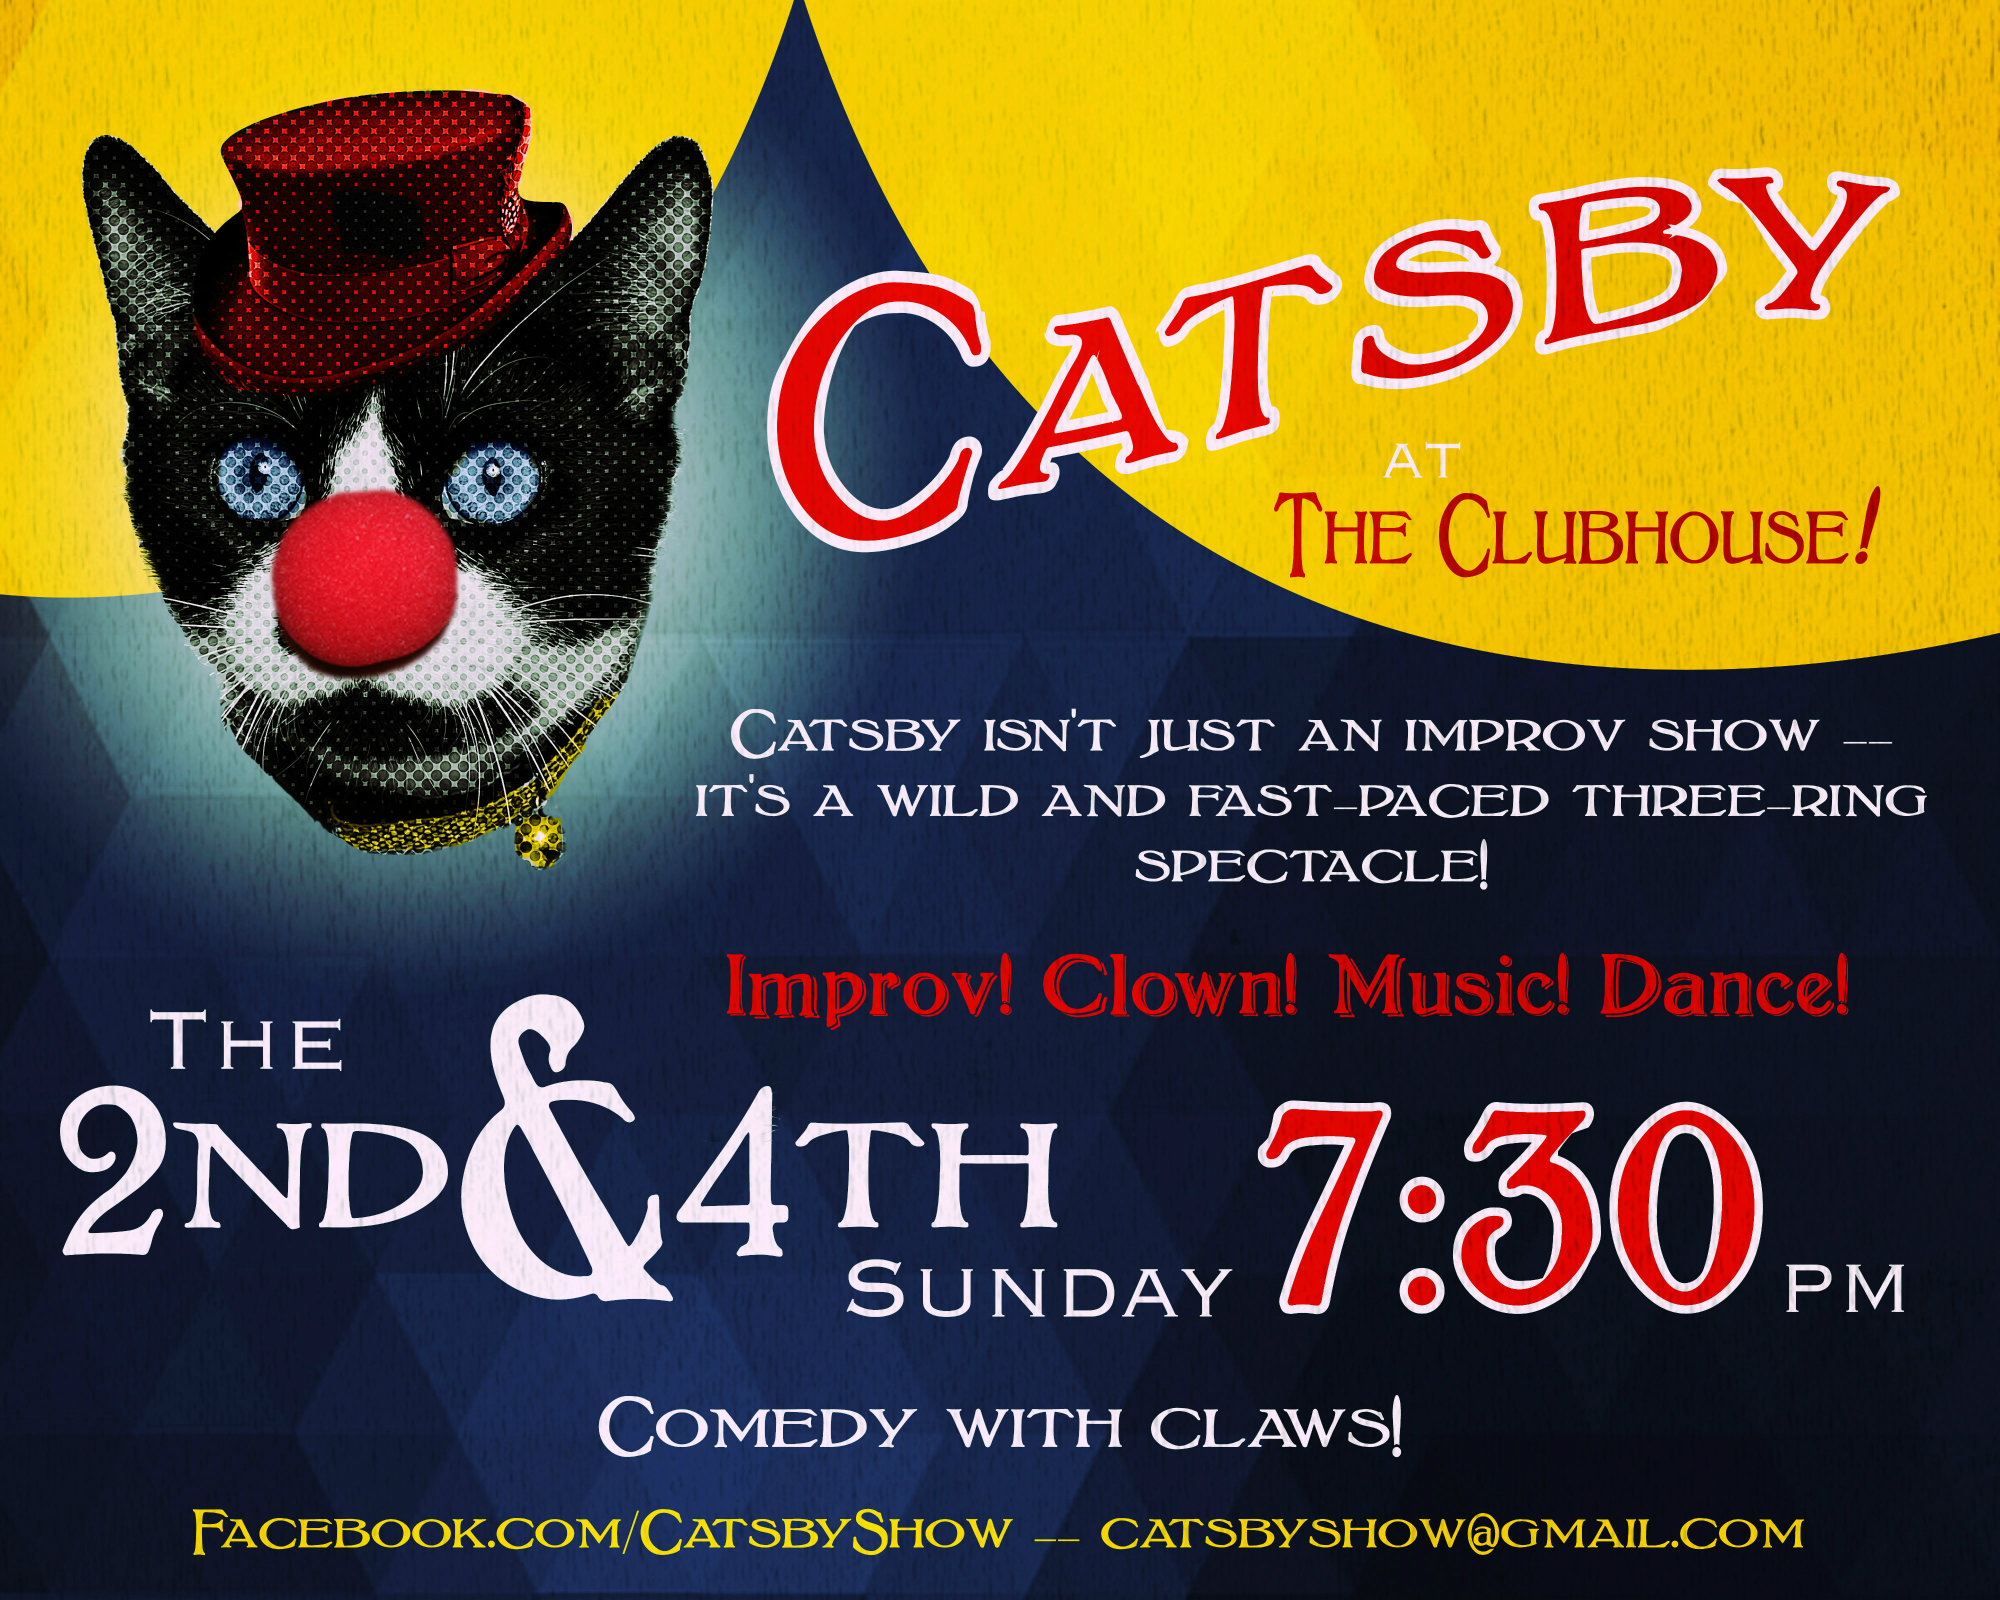 Catsby
at
The Clubhouse!
Catsby isn't just an improv show --
it's a wild and fast-paced three-ring
spectacle!
Improv! Clown! Music! Dance!
The
2nd & 4th
Sunday
7:30 PM
Comedy with claws!
Facebook.com/CatsbyShow -- catsbyshow@gmail.com